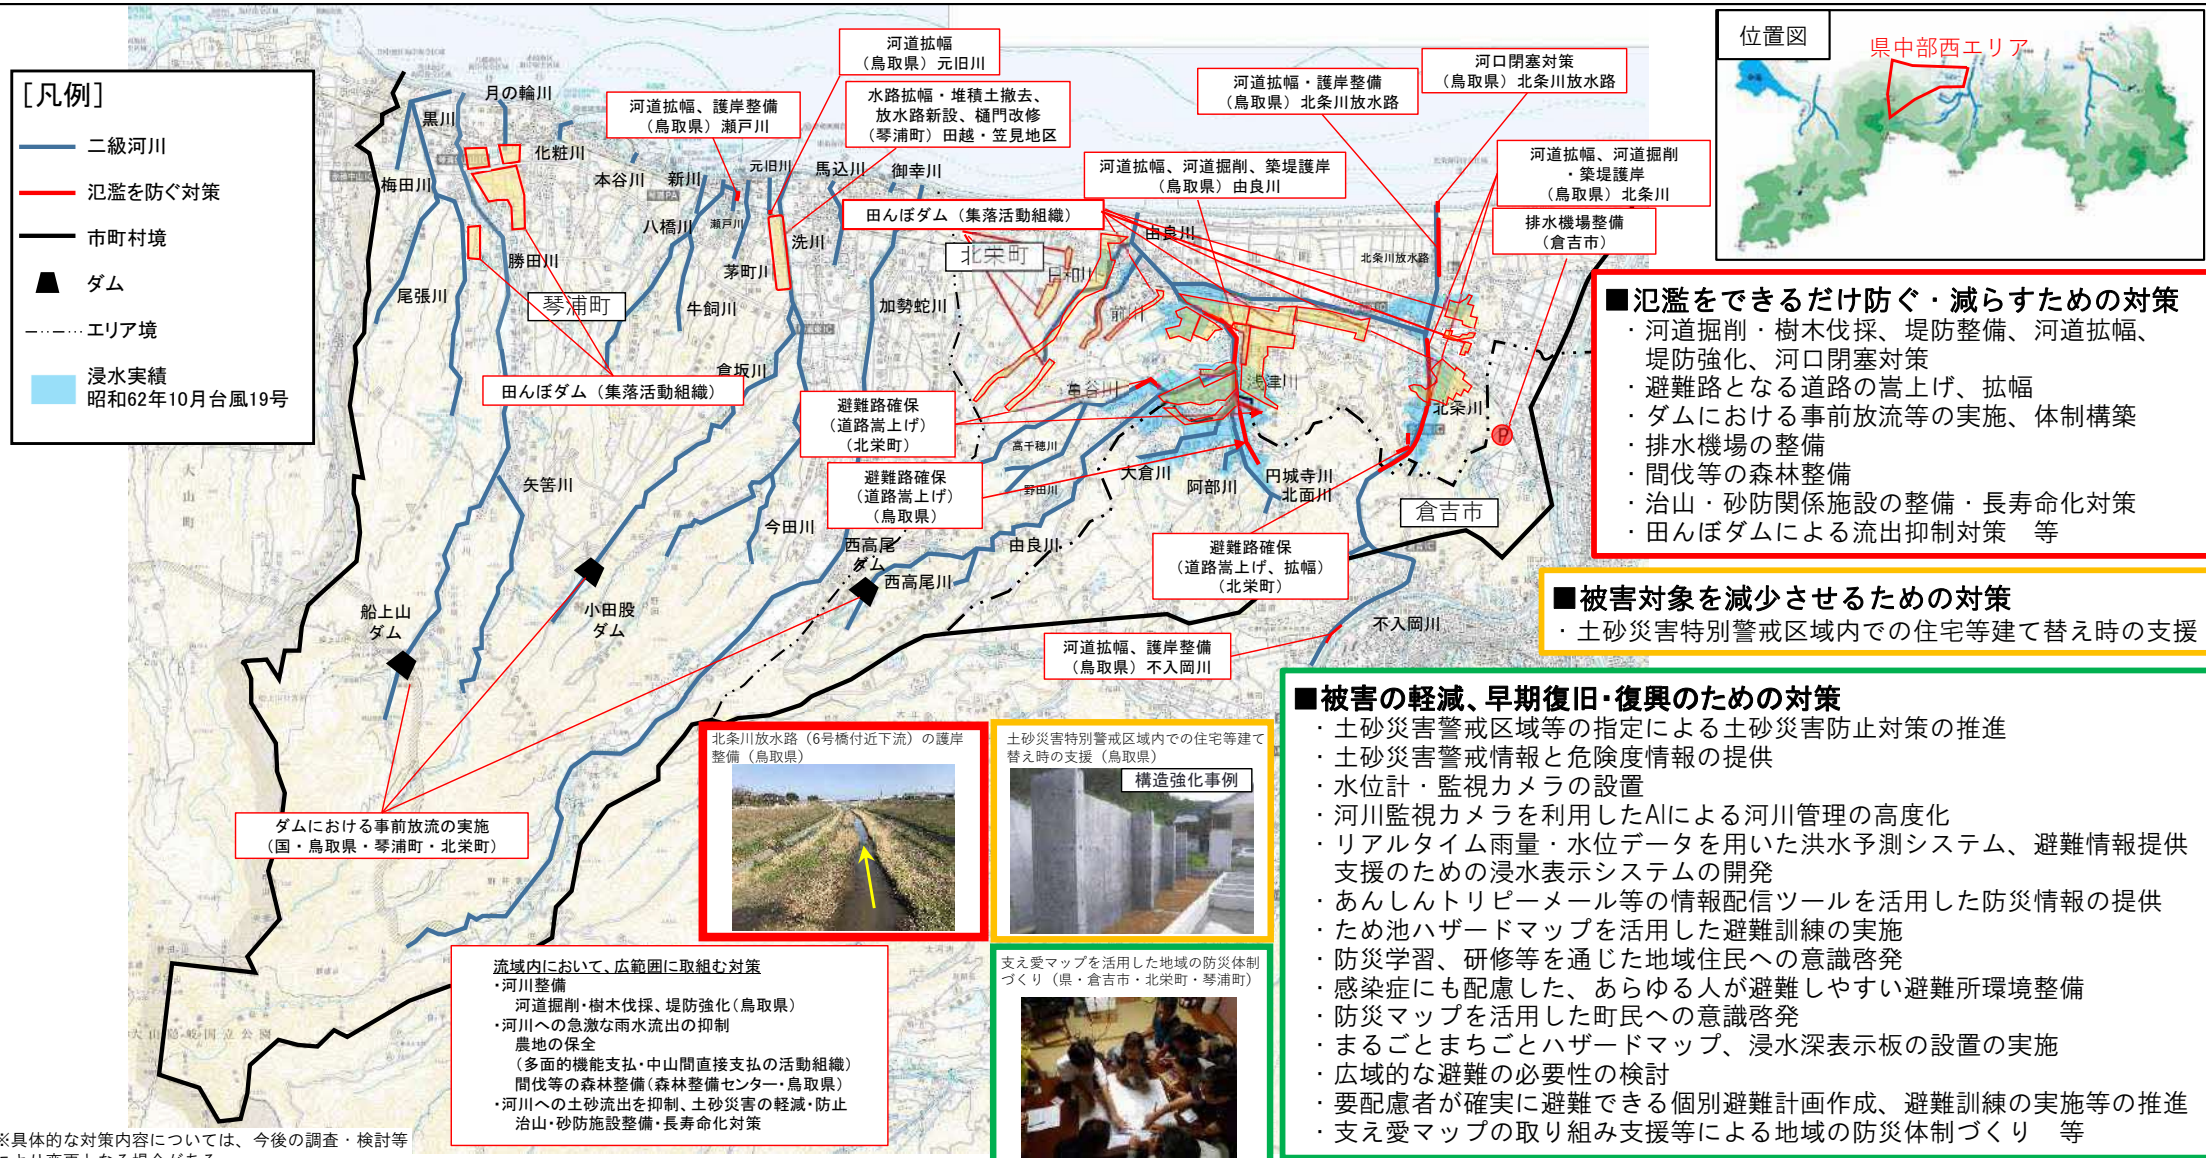 [凡例]
二級河川
氾濫を防ぐ対策
市町村境
ダム
エリア境
浸水実績
昭和62年10月台風19号
河道拡幅
（鳥取県）元旧川
河道拡幅、護岸整備
（鳥取県）瀬戸川
水路拡幅・堆積土撤去、
放水路新設、樋門改修
（琴浦町）田越・笠見地区
河道拡幅・護岸整備
（鳥取県）北条川放水路
河口閉塞対策
（鳥取県）北条川放水路
河道拡幅、河道掘削、築堤護岸
（鳥取県）由良川
河道拡幅、河道掘削
・築堤護岸
（鳥取県）北条川
排水機場整備
（倉吉市）
田んぼダム（集落活動組織）
月の輪川
黒川
化粧川
梅田川
本谷川
新川
元旧川
馬込川
御幸川
八橋川
瀬戸川
洗川
茅町川
勝田川
尾張川
琴浦町
牛飼川
加勢蛇川
倉坂川
北栄町
日和川
前川
由良川
北条川放水路
田んぼダム（集落活動組織）
亀谷川
浅津川
北条川
P
避難路確保
（道路嵩上げ）
（北栄町）
高千穂川
避難路確保
（道路嵩上げ）
（鳥取県）
野田川
大倉川
阿部川
円城寺川
北面川
倉吉市
矢筈川
今田川
西高尾
ダム
西高尾川
由良川
避難路確保
（道路嵩上げ、拡幅）
（北栄町）
船上山
ダム
小田股
ダム
不入岡川
河道拡幅、護岸整備
（鳥取県）不入岡川
ダムにおける事前放流の実施
（国・鳥取県・琴浦町・北栄町）
大山隠岐国立公園
位置図
県中部西エリア
■氾濫をできるだけ防ぐ・減らすための対策
・河道掘削・樹木伐採、堤防整備、河道拡幅、
堤防強化、河口閉塞対策
・避難路となる道路の嵩上げ、拡幅
・ダムにおける事前放流等の実施、体制構築
・排水機場の整備
・間伐等の森林整備
・治山・砂防関係施設の整備・長寿命化対策
・田んぼダムによる流出抑制対策　等
■被害対象を減少させるための対策
・土砂災害特別警戒区域内での住宅等建て替え時の支援
■被害の軽減、早期復旧・復興のための対策
・土砂災害警戒区域等の指定による土砂災害防止対策の推進
・土砂災害警戒情報と危険度情報の提供
・水位計・監視カメラの設置
・河川監視カメラを利用したAIによる河川管理の高度化
・リアルタイム雨量・水位データを用いた洪水予測システム、避難情報提供
支援のための浸水表示システムの開発
・あんしんトリピーメール等の情報配信ツールを活用した防災情報の提供
・ため池ハザードマップを活用した避難訓練の実施
・防災学習、研修等を通じた地域住民への意識啓発
・感染症にも配慮した、あらゆる人が避難しやすい避難所環境整備
・防災マップを活用した町民への意識啓発
・まるごとまちごとハザードマップ、浸水深表示板の設置の実施
・広域的な避難の必要性の検討
・要配慮者が確実に避難できる個別避難計画作成、避難訓練の実施等の推進
・支え愛マップの取り組み支援等による地域の防災体制づくり　等
北条川放水路（6号橋付近下流）の護岸
整備（鳥取県）
土砂災害特別警戒区域内での住宅等建て
替え時の支援（鳥取県）
構造強化事例
支え愛マップを活用した地域の防災体制
づくり（県・倉吉市・北栄町・琴浦町）
流域内において、広範囲に取組む対策
・河川整備
河道掘削・樹木伐採、堤防強化（鳥取県）
・河川への急激な雨水流出の抑制
農地の保全
（多面的機能支払・中山間直接支払の活動組織）
間伐等の森林整備（森林整備センター・鳥取県）
・河川への土砂流出を抑制、土砂災害の軽減・防止
治山・砂防施設整備・長寿命化対策
※具体的な対策内容については、今後の調査・検討等
により変更となる場合がある